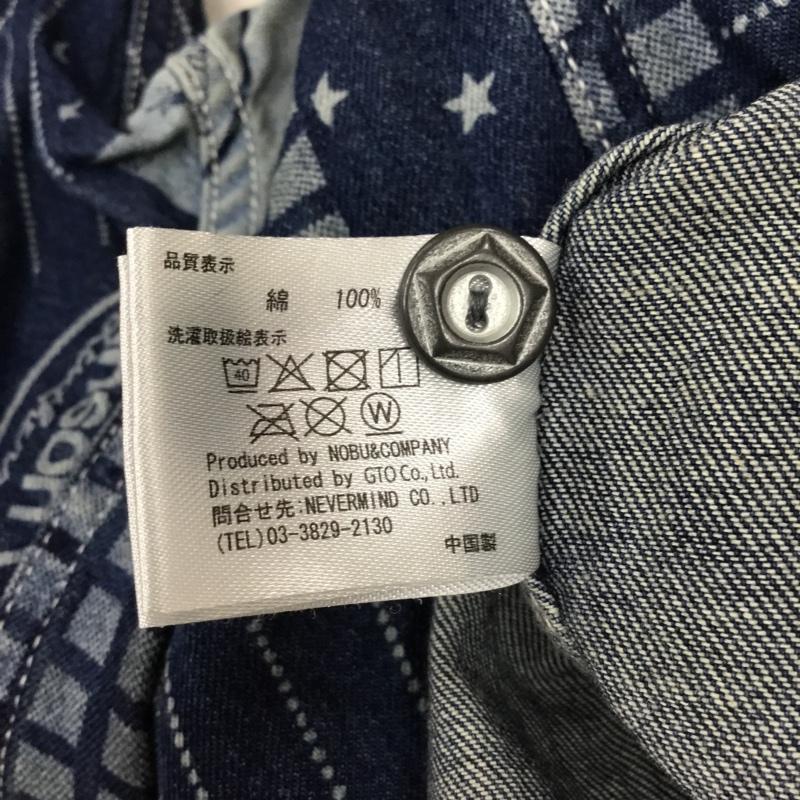 品質表示
綿 100%
洗濯取扱絵表示
40
W
Produced by NOBU&COMPANY
Distributed by GTO Co., Ltd.
問合せ先:NEVERMIND CO.,LTD
(TEL)03-3829-2130
中国製